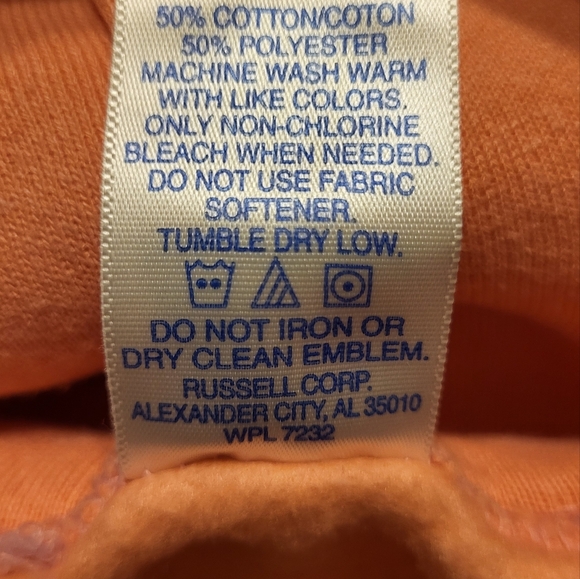 50% COTTON/COTON
50% POLYESTER
MACHINE WASH WARM
WITH LIKE COLORS.
ONLY NON-CHLORINE
BLEACH WHEN NEEDED.
DO NOT USE FABRIC
SOFTENER.
TUMBLE DRY LOW.
DO NOT IRON OR
DRY CLEAN EMBLEM.
RUSSELL CORP.
ALEXANDER CITY, AL 35010
WPL 7232